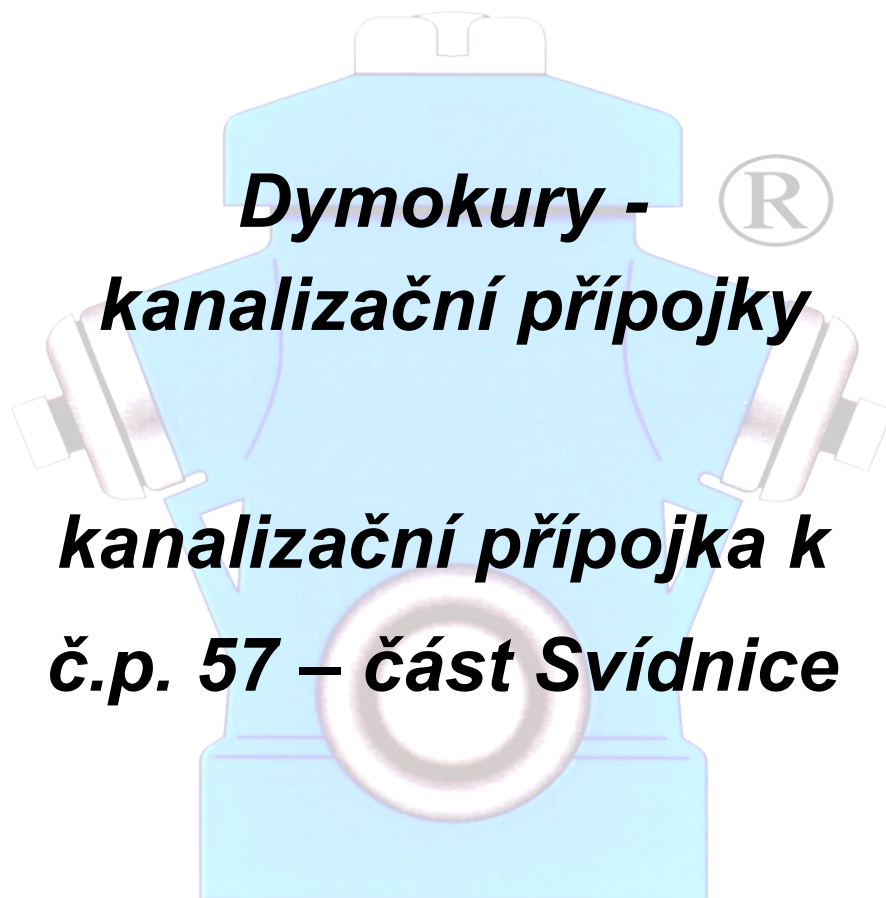 Dymokury -
®
kanalizační přípojky
kanalizační přípojka k
č.p. 57 – část Svídnice